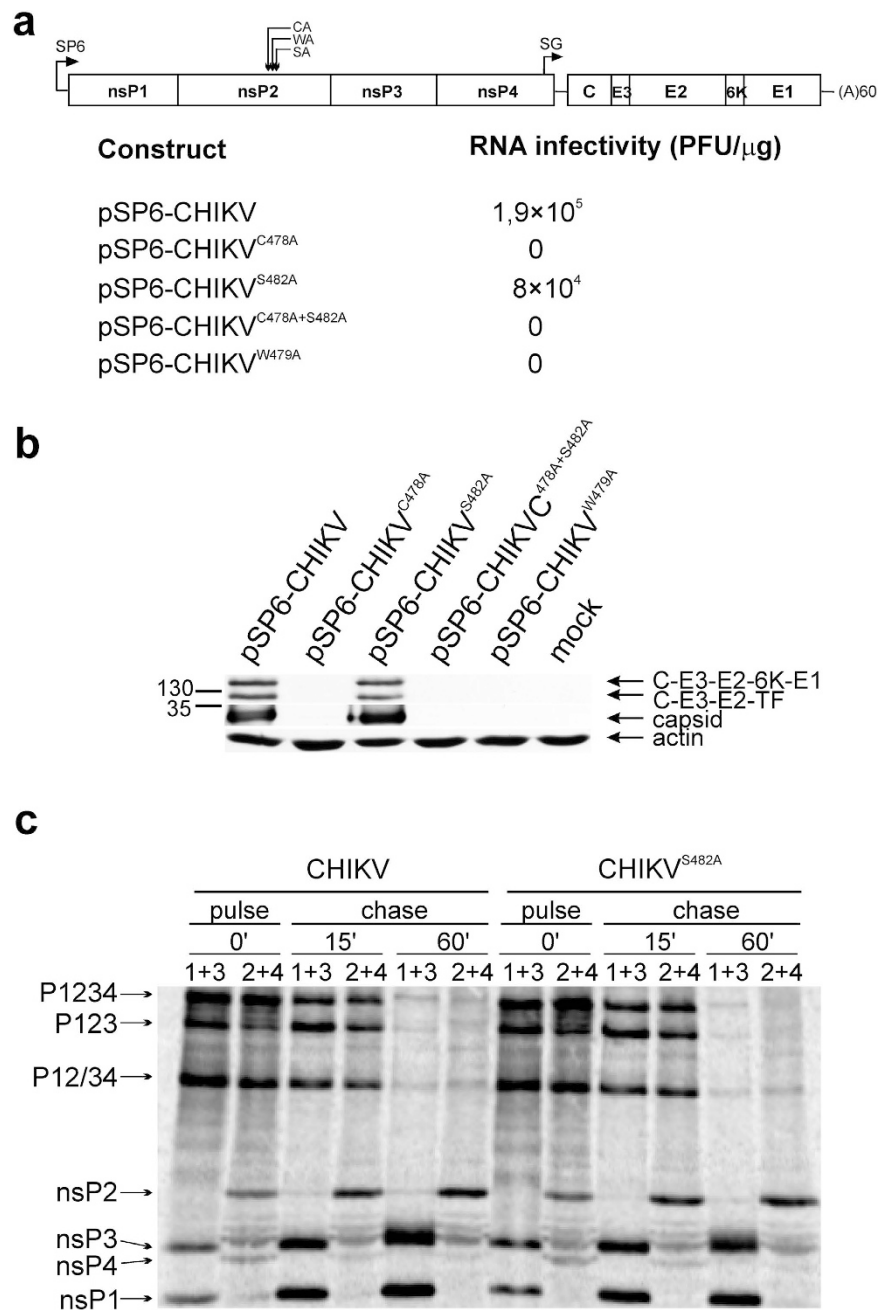 a
CA
WA
SA
SP6
SG
nsP1 nsP2 nsP3 nsP4 C E3 E2 6K E1 (A)60
Construct RNA infectivity (PFU/μg)
pSP6-CHIKV 1,9×10⁵
pSP6-CHIKV^C478A 0
pSP6-CHIKV^S482A 8×10⁴
pSP6-CHIKV^C478A+S482A 0
pSP6-CHIKV^W479A 0
b
pSP6-CHIKV
pSP6-CHIKV^C478A
pSP6-CHIKV^S482A
pSP6-CHIKVC^478A+S482A
pSP6-CHIKV^W479A
mock
130
35
C-E3-E2-6K-E1
C-E3-E2-TF
capsid
actin
c
CHIKV CHIKV^S482A
pulse chase pulse chase
0' 15' 60' 0' 15' 60'
1+3 2+4 1+3 2+4 1+3 2+4 1+3 2+4 1+3 2+4 1+3 2+4
P1234
P123
P12/34
nsP2
nsP3
nsP4
nsP1